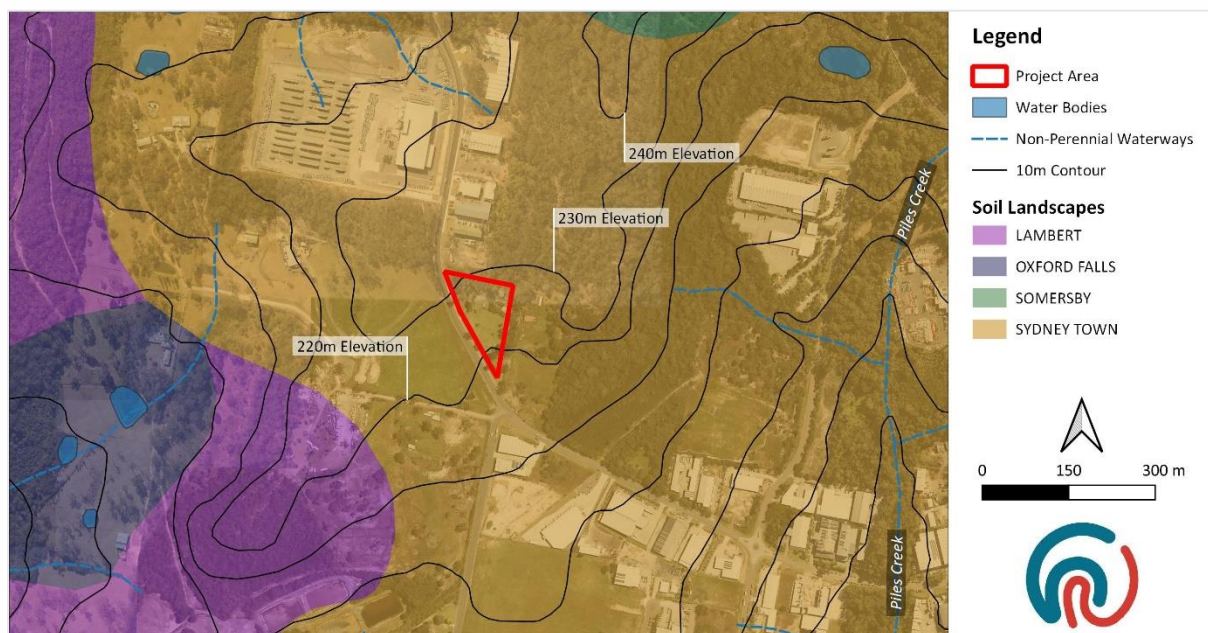 240m Elevation
230m Elevation
220m Elevation
Piles Creek
Piles Creek
Legend
Project Area
Water Bodies
Non-Perennial Waterways
10m Contour
Soil Landscapes
LAMBERT
OXFORD FALLS
SOMERSBY
SYDNEY TOWN
0 150 300 m